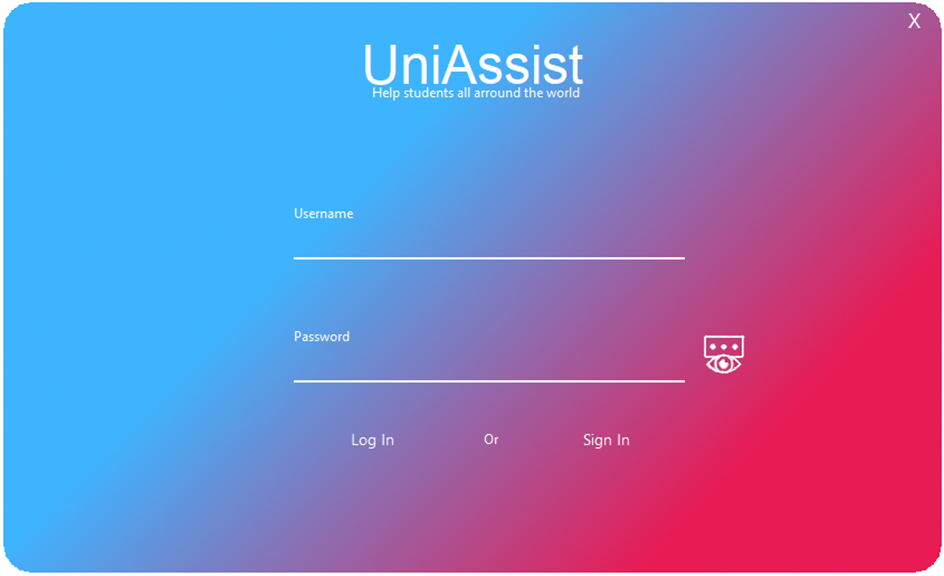 X
UniAssist
Help students all arround the world
Username
Password
Log In Or Sign In